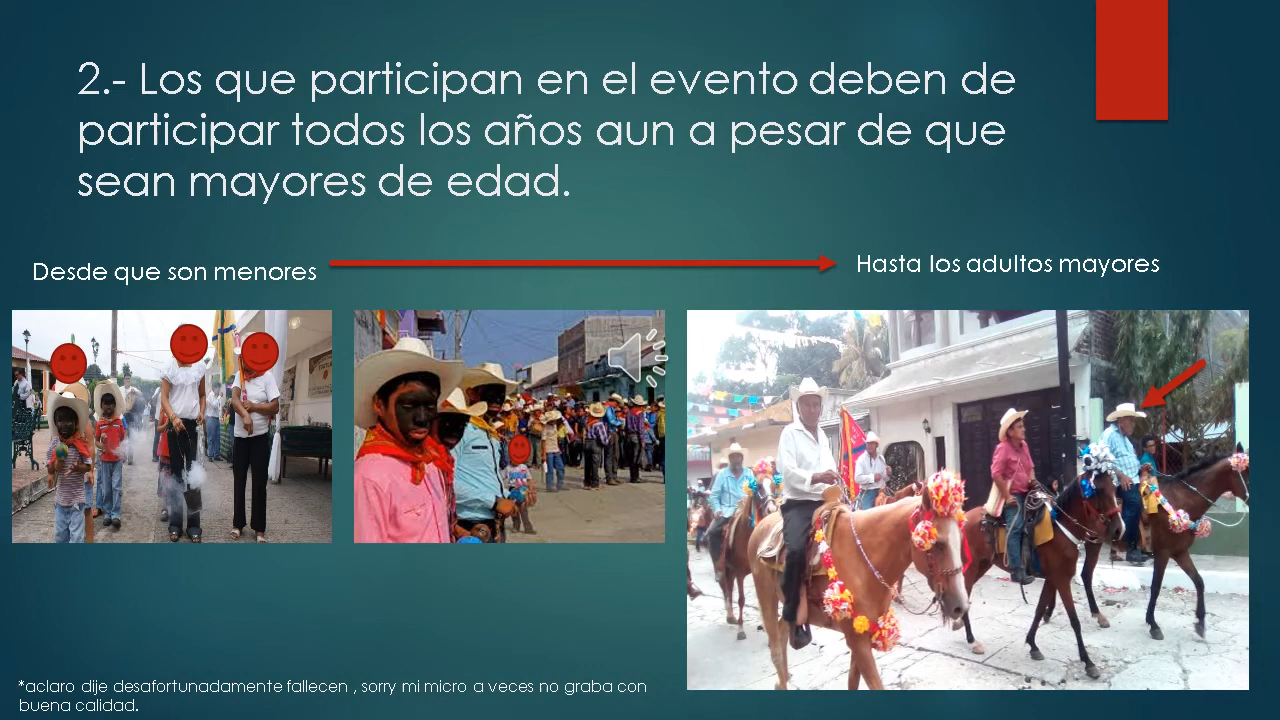 2.- Los que participan en el evento deben de
participar todos los años aun a pesar de que
sean mayores de edad.
Desde que son menores
Hasta los adultos mayores
*aclaro dije desafortunadamente fallecen , sorry mi micro a veces no graba con
buena calidad.